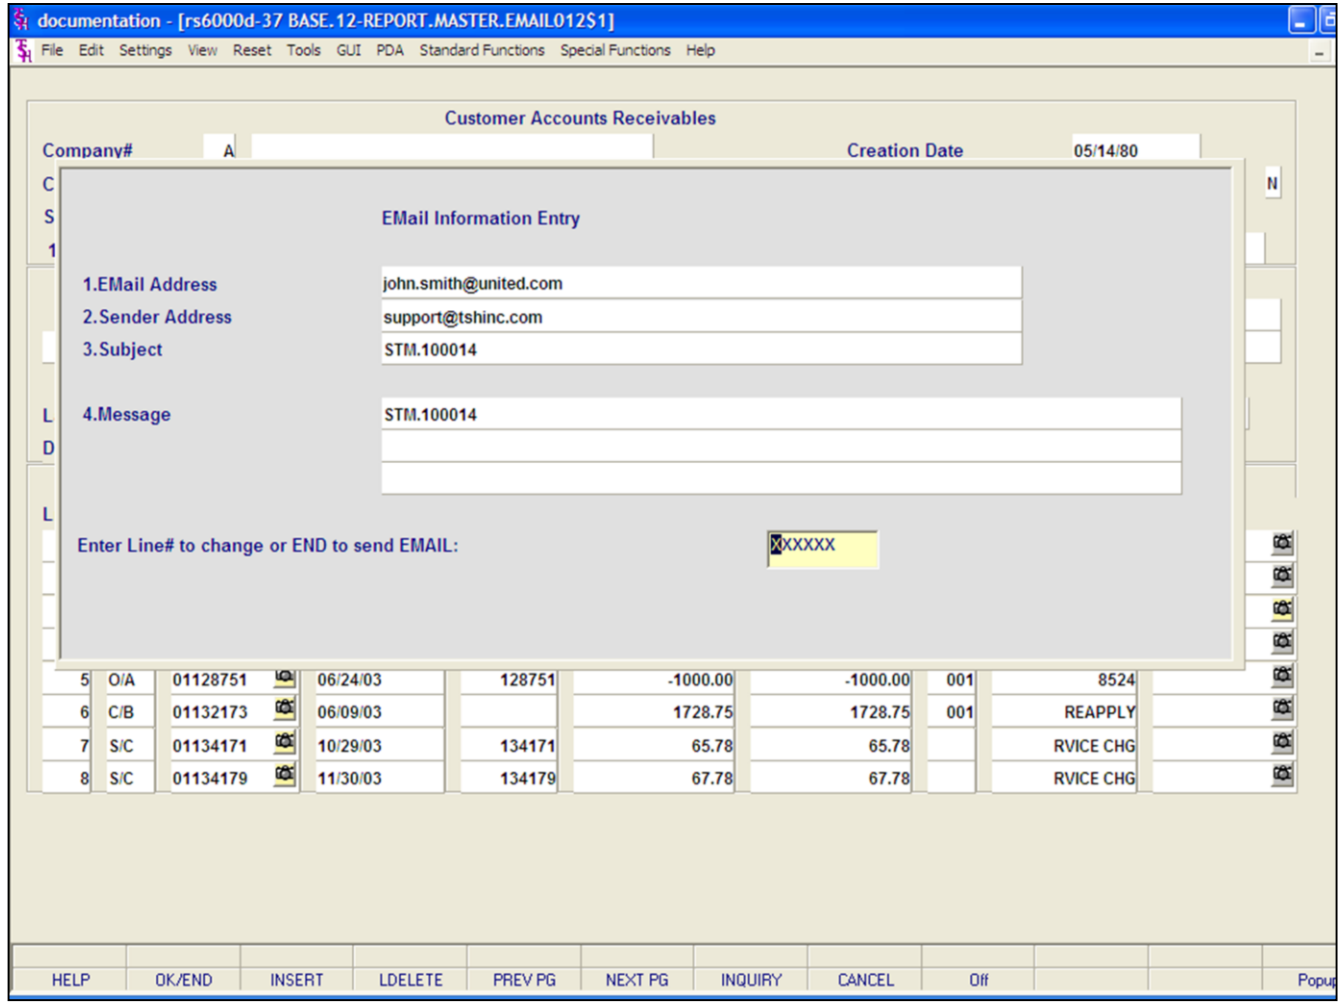 documentation - [rs6000d-37 BASE.12-REPORT.MASTER.EMAIL012$1]
File Edit Settings View Reset Tools GUI PDA Standard Functions Special Functions Help
Customer Accounts Receivables
Company# A Creation Date 05/14/80
C N
S
1
EMail Information Entry
1.EMail Address john.smith@united.com
2.Sender Address support@tshinc.com
3.Subject STM.100014
L 4.Message STM.100014
D
L
Enter Line# to change or END to send EMAIL: XXXXXX
5 O/A 01128751 06/24/03 128751 -1000.00 -1000.00 001 8524
6 C/B 01132173 06/09/03 1728.75 1728.75 001 REAPPLY
7 S/C 01134171 10/29/03 134171 65.78 65.78 RVICE CHG
8 S/C 01134179 11/30/03 134179 67.78 67.78 RVICE CHG
HELP OK/END INSERT LDELETE PREV PG NEXT PG INQUIRY CANCEL Off Popup